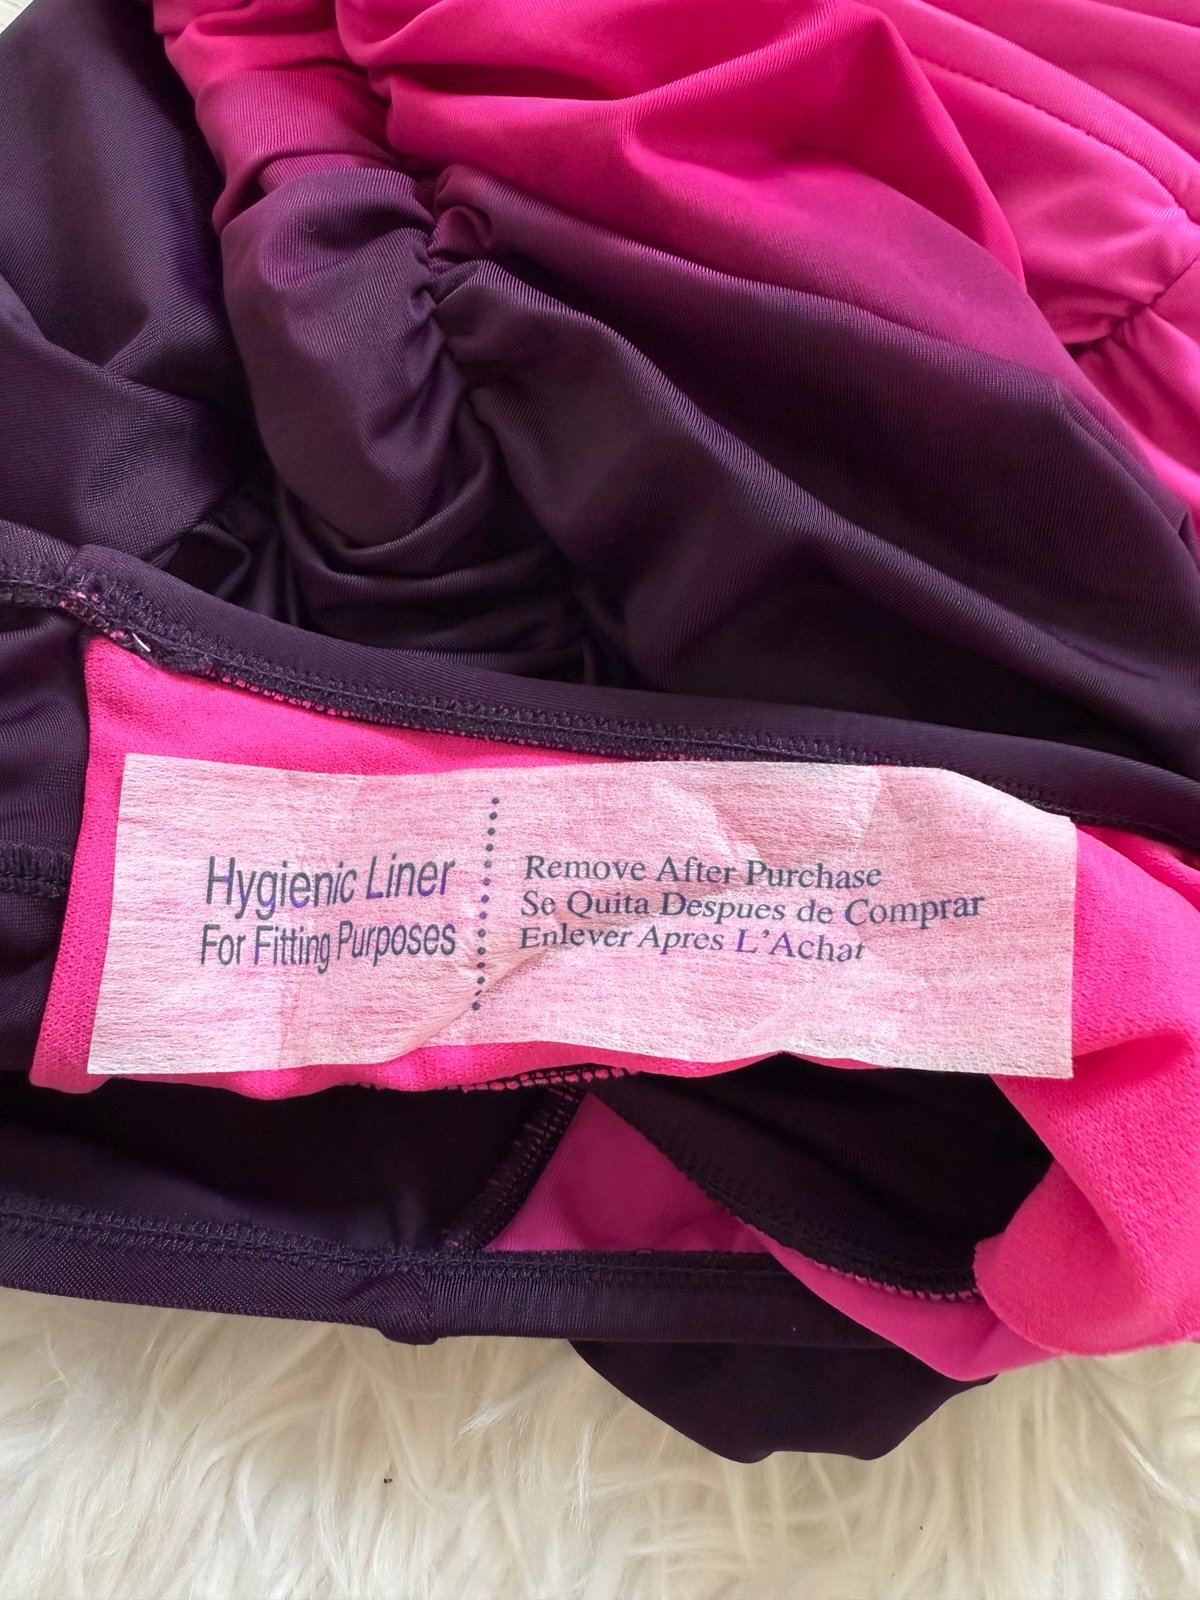 Hygienic Liner
For Fitting Purposes
Remove After Purchase
Se Quita Despues de Comprar
Enlever Apres L'Achat